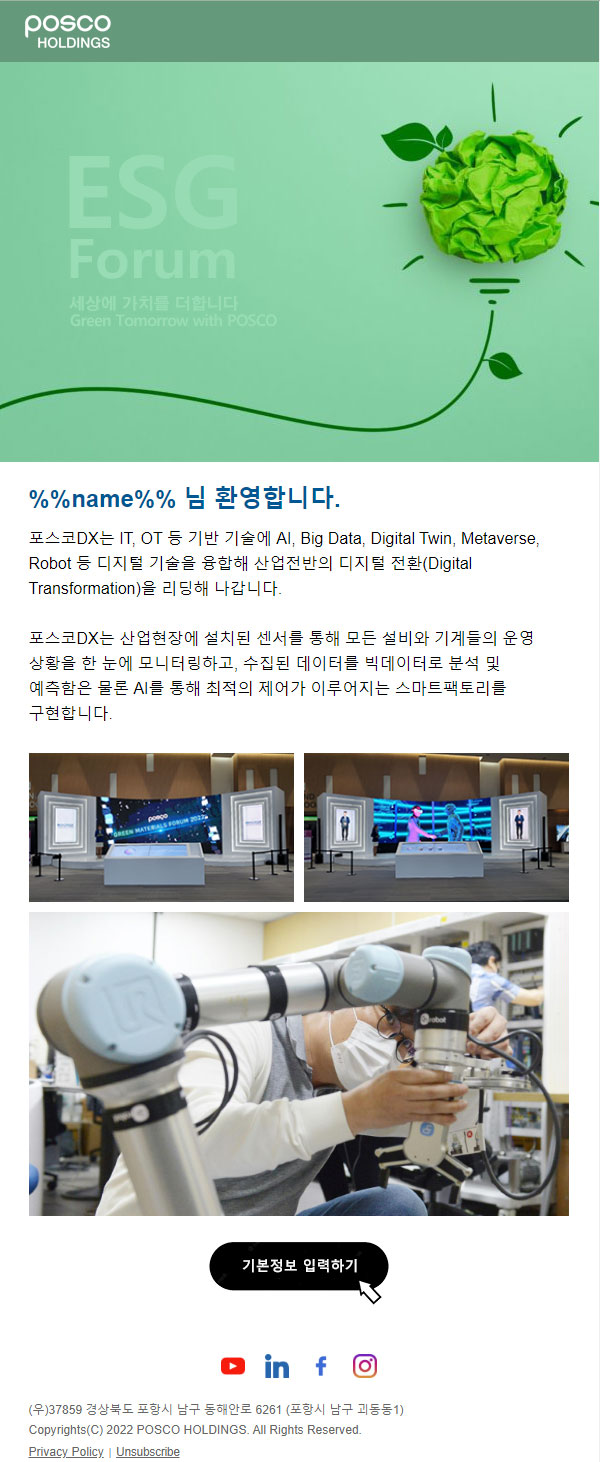 posco
HOLDINGS
ESG
Forum
세상에 가치를 더합니다
Green Tomorrow with POSCO
%%name%% 님 환영합니다.
포스코DX는 IT, OT 등 기반 기술에 AI, Big Data, Digital Twin, Metaverse,
Robot 등 디지털 기술을 융합해 산업전반의 디지털 전환(Digital
Transformation)을 리딩해 나갑니다.
포스코DX는 산업현장에 설치된 센서를 통해 모든 설비와 기계들의 운영
상황을 한 눈에 모니터링하고, 수집된 데이터를 빅데이터로 분석 및
예측함은 물론 AI를 통해 최적의 제어가 이루어지는 스마트팩토리를
구현합니다.
posco
GREEN MATERIALS FORUM 2022
기본정보 입력하기
(우)37859 경상북도 포항시 남구 동해안로 6261 (포항시 남구 괴동동1)
Copyrights(C) 2022 POSCO HOLDINGS. All Rights Reserved.
Privacy Policy | Unsubscribe